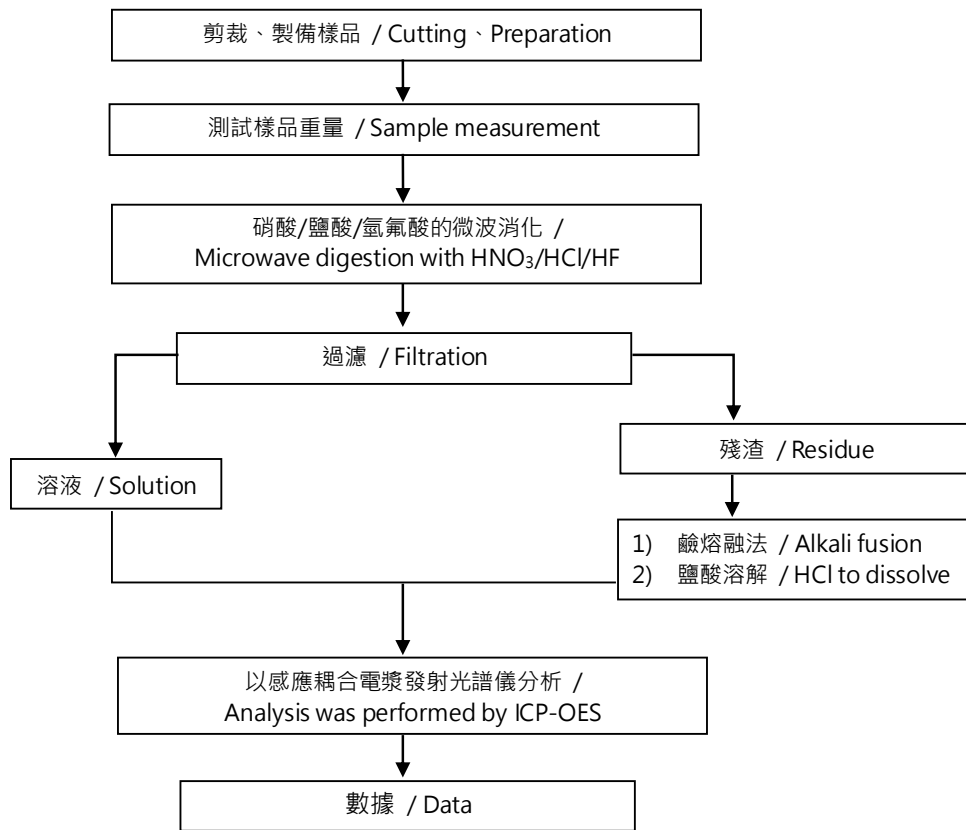 剪裁、製備樣品 / Cutting、Preparation
測試樣品重量 / Sample measurement
硝酸/鹽酸/氫氟酸的微波消化 /
Microwave digestion with HNO₃/HCl/HF
過濾 / Filtration
溶液 / Solution
殘渣 / Residue
1) 鹼熔融法 / Alkali fusion
2) 鹽酸溶解 / HCl to dissolve
以感應耦合電漿發射光譜儀分析 /
Analysis was performed by ICP-OES
數據 / Data